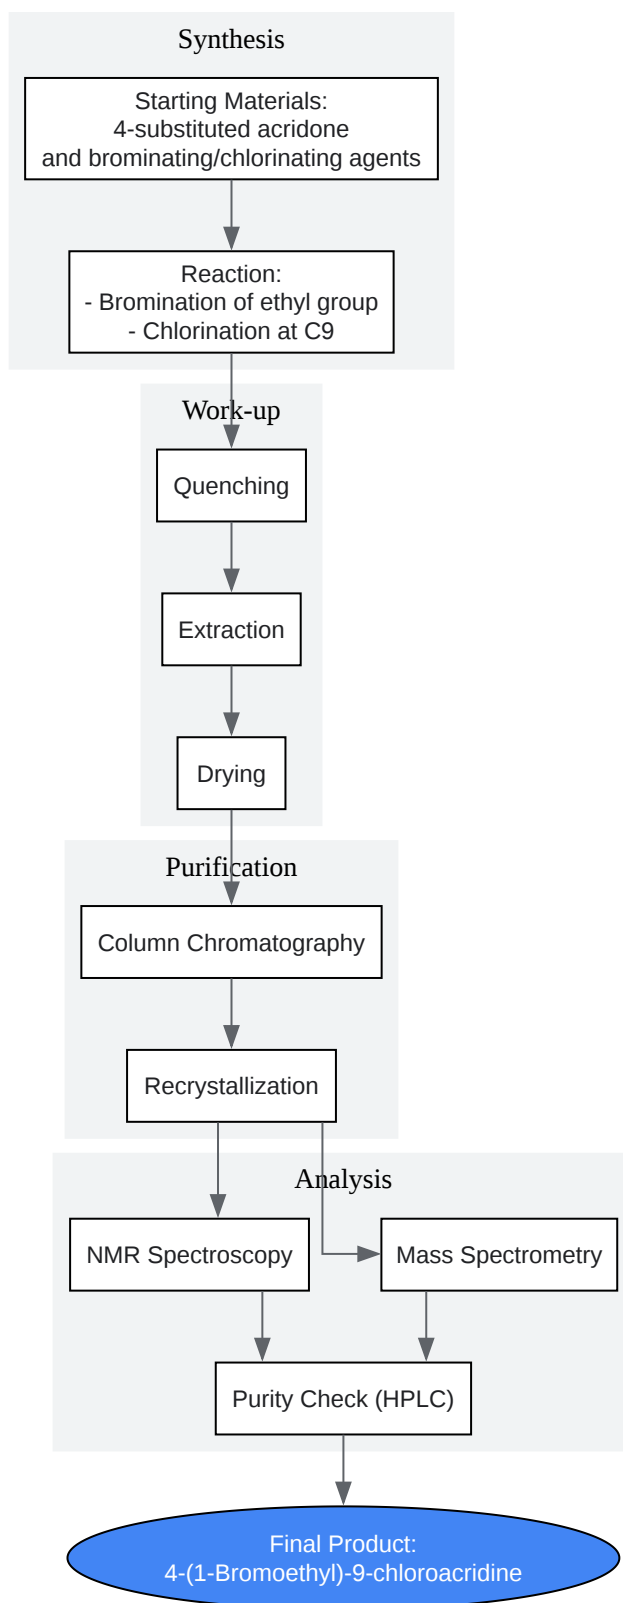 Synthesis
Starting Materials:
4-substituted acridone
and brominating/chlorinating agents
Reaction:
- Bromination of ethyl group
- Chlorination at C9
Work-up
Quenching
Extraction
Drying
Purification
Column Chromatography
Recrystallization
Analysis
NMR Spectroscopy
Mass Spectrometry
Purity Check (HPLC)
Final Product:
4-(1-Bromoethyl)-9-chloroacridine